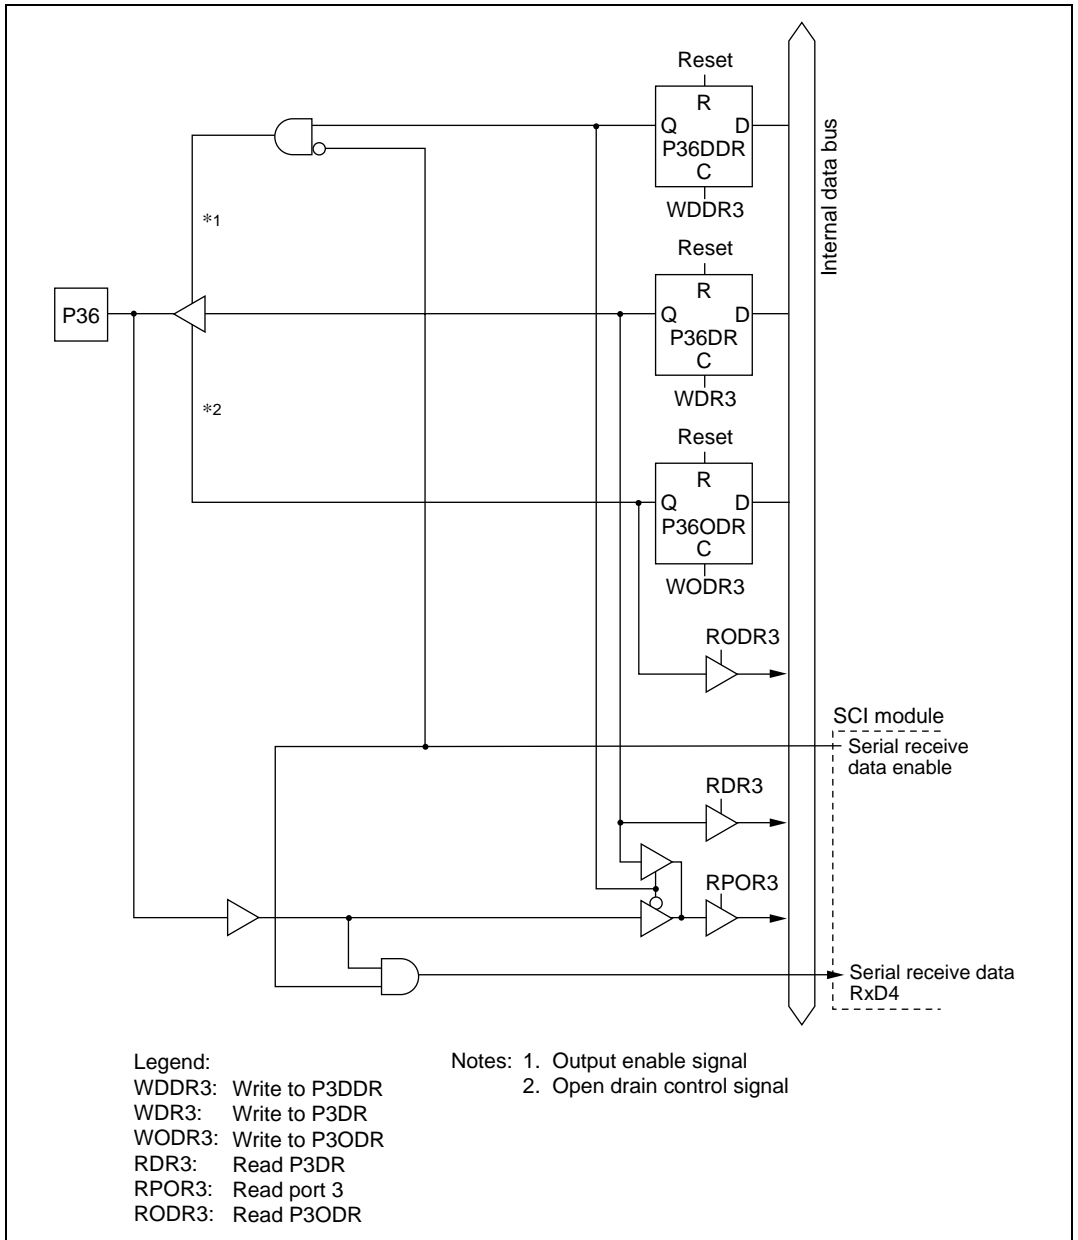 Reset
R
Q D
P36DDR
C
WDDR3
Internal data bus
*1
Reset
R
P36
Q D
P36DR
C
WDR3
*2
Reset
R
Q D
P36ODR
C
WODR3
RODR3
SCI module
Serial receive
data enable
RDR3
RPOR3
Serial receive data
RxD4
Legend:
WDDR3: Write to P3DDR
WDR3: Write to P3DR
WODR3: Write to P3ODR
RDR3: Read P3DR
RPOR3: Read port 3
RODR3: Read P3ODR
Notes: 1. Output enable signal
2. Open drain control signal